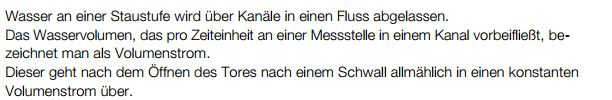 Wasser an einer Staustufe wird über Kanäle in einen Fluss abgelassen.
Das Wasservolumen, das pro Zeiteinheit an einer Messstelle in einem Kanal vorbeifließt, be-
zeichnet man als Volumenstrom.
Dieser geht nach dem Öffnen des Tores nach einem Schwall allmählich in einen konstanten
Volumenstrom über.